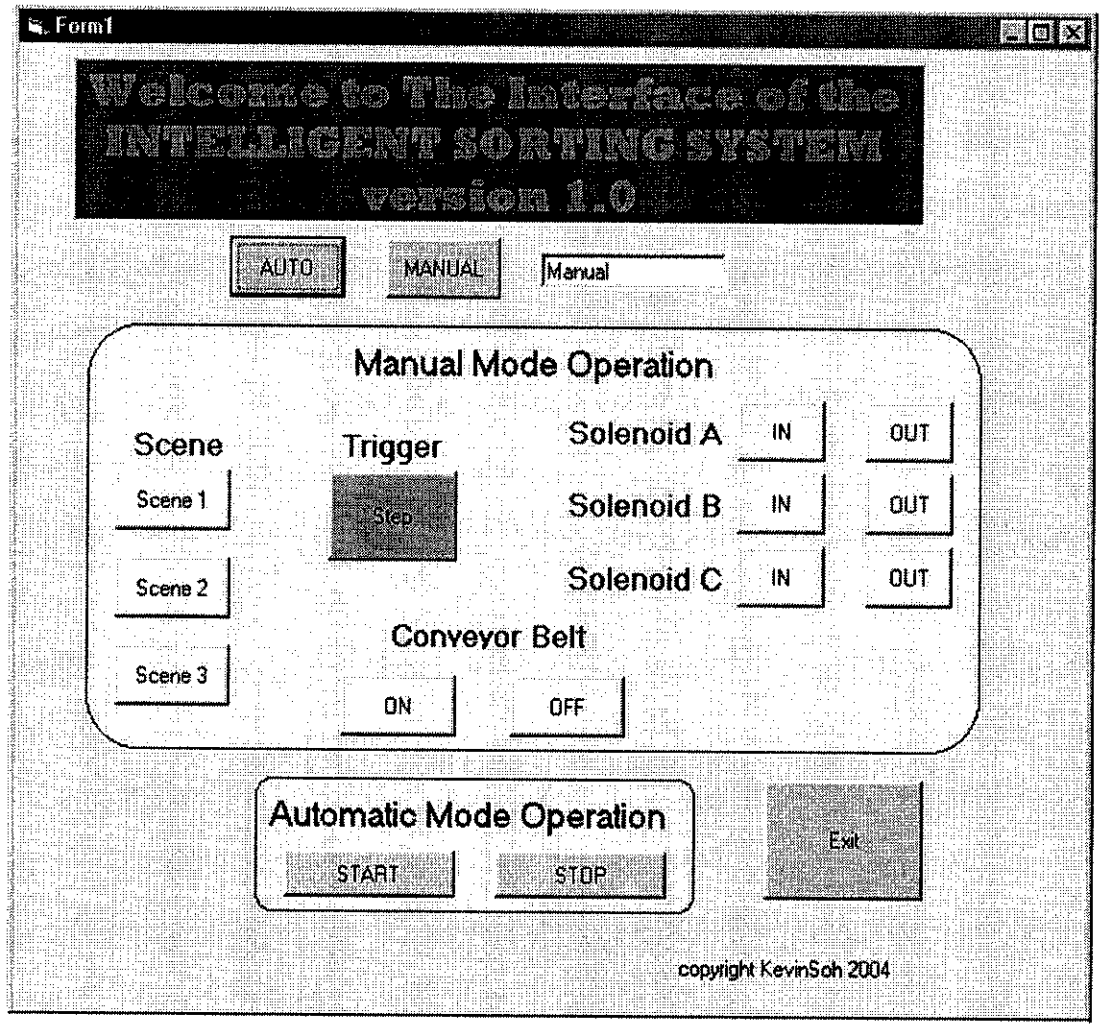 Form1
Welcome to The Interface of the
INTELLIGENT SORTING SYSTEM
version 1.0
AUTO MANUAL Manual
Manual Mode Operation
Scene Trigger Solenoid A IN OUT
Scene 1 Step Solenoid B IN OUT
Scene 2 Solenoid C IN OUT
Conveyor Belt
Scene 3 ON OFF
Automatic Mode Operation
START STOP Exit
copyright KevinSoh 2004